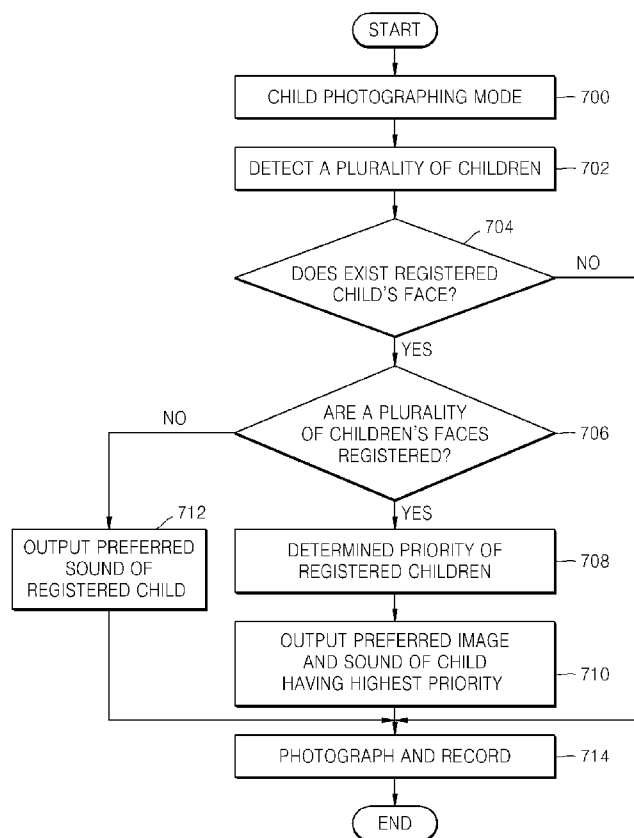 START
CHILD PHOTOGRAPHING MODE
700
DETECT A PLURALITY OF CHILDREN
702
704
DOES EXIST REGISTERED
CHILD'S FACE?
NO
YES
ARE A PLURALITY
OF CHILDREN'S FACES
REGISTERED?
706
NO
YES
712
OUTPUT PREFERRED
SOUND OF
REGISTERED CHILD
DETERMINED PRIORITY OF
REGISTERED CHILDREN
708
OUTPUT PREFERRED IMAGE
AND SOUND OF CHILD
HAVING HIGHEST PRIORITY
710
PHOTOGRAPH AND RECORD
714
END